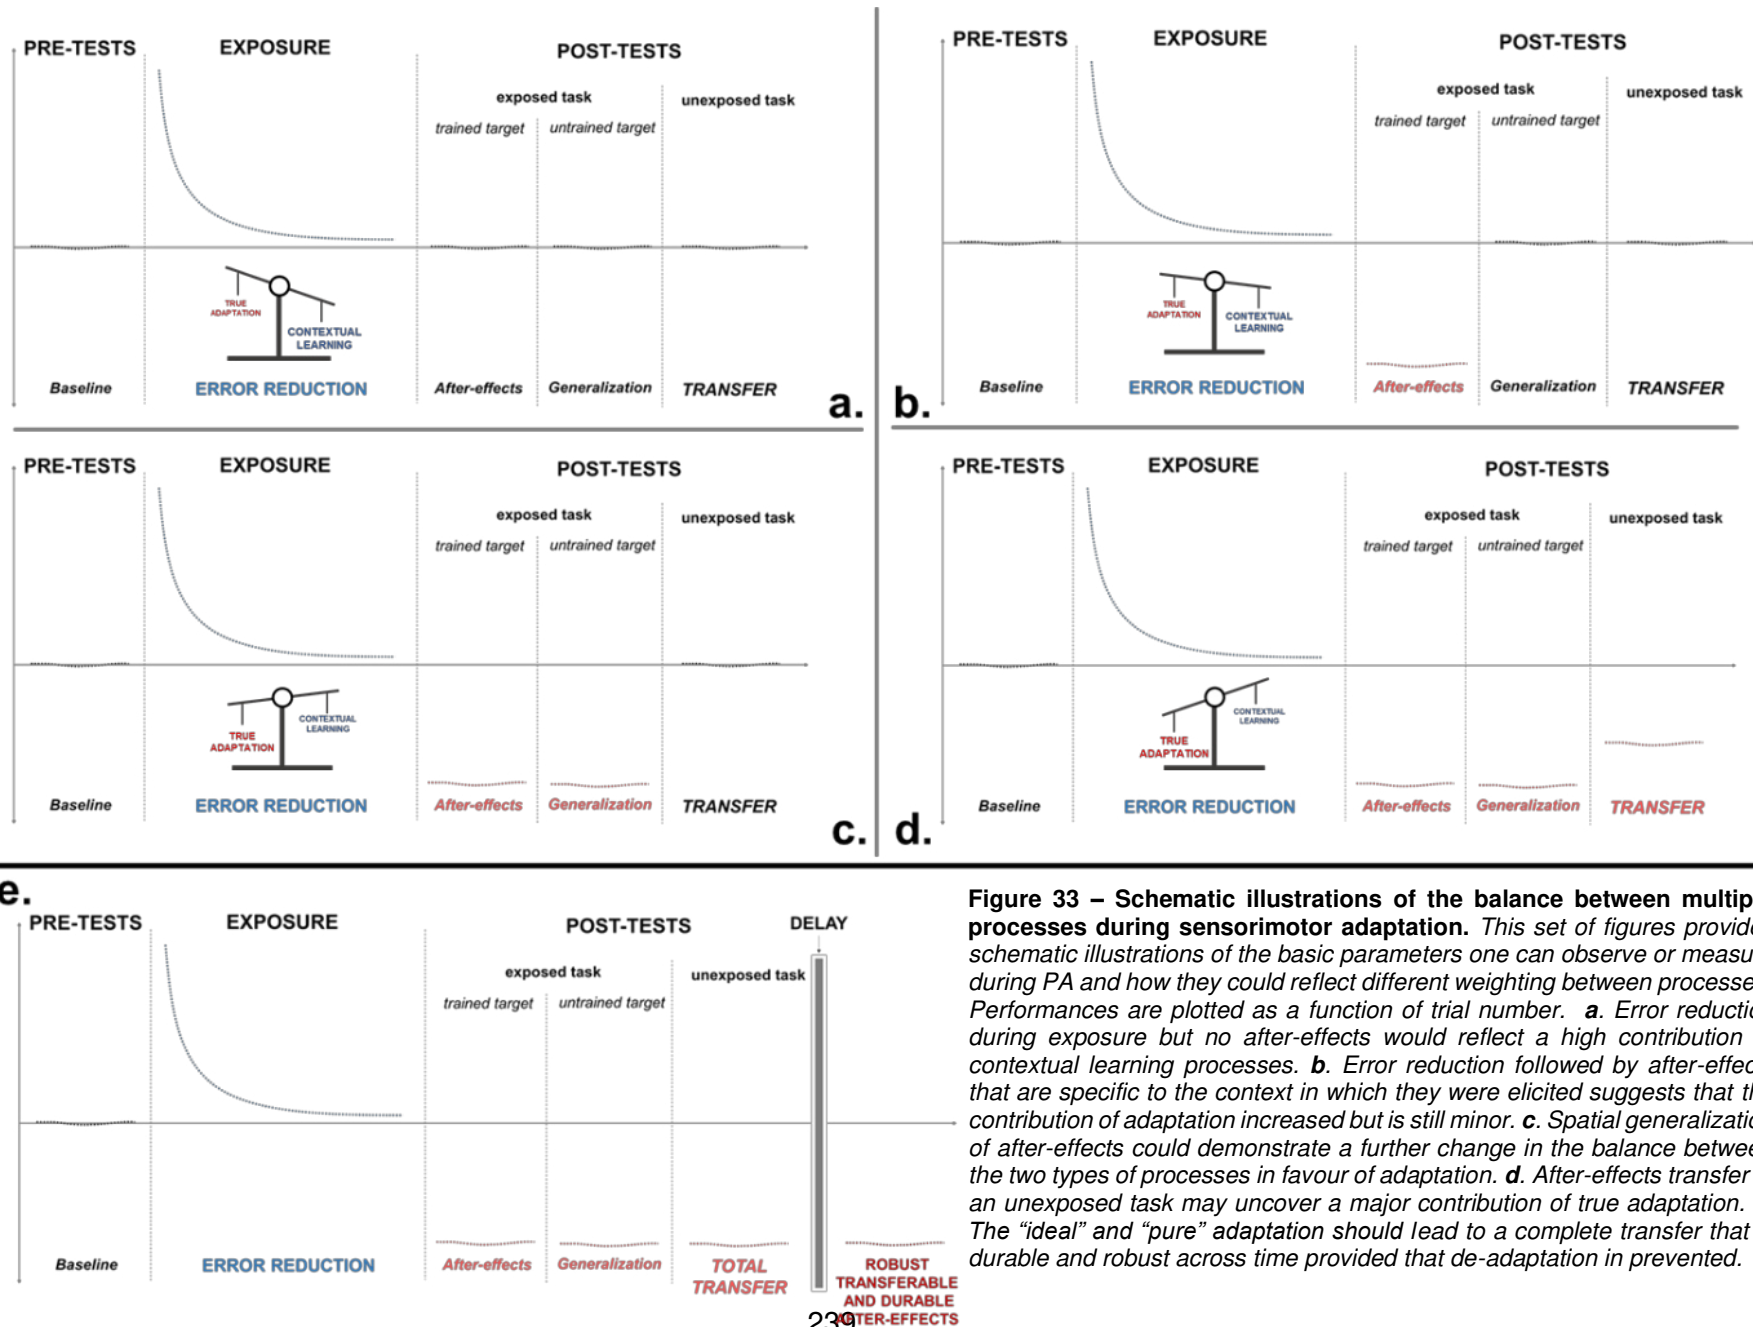 PRE-TESTS EXPOSURE POST-TESTS
exposed task unexposed task
trained target untrained target
TRUE ADAPTATION
CONTEXTUAL LEARNING
Baseline ERROR REDUCTION After-effects Generalization TRANSFER
a.
PRE-TESTS EXPOSURE POST-TESTS
exposed task unexposed task
trained target untrained target
TRUE ADAPTATION
CONTEXTUAL LEARNING
Baseline ERROR REDUCTION After-effects Generalization TRANSFER
b.
PRE-TESTS EXPOSURE POST-TESTS
exposed task unexposed task
trained target untrained target
CONTEXTUAL LEARNING
TRUE ADAPTATION
Baseline ERROR REDUCTION After-effects Generalization TRANSFER
c.
PRE-TESTS EXPOSURE POST-TESTS
exposed task unexposed task
trained target untrained target
CONTEXTUAL LEARNING
TRUE ADAPTATION
Baseline ERROR REDUCTION After-effects Generalization TRANSFER
d.
e.
PRE-TESTS EXPOSURE POST-TESTS DELAY
exposed task unexposed task
trained target untrained target
Baseline ERROR REDUCTION After-effects Generalization TOTAL TRANSFER
ROBUST
TRANSFERABLE
AND DURABLE
AFTER-EFFECTS
Figure 33 – Schematic illustrations of the balance between multip
processes during sensorimotor adaptation. This set of figures provide
schematic illustrations of the basic parameters one can observe or measu
during PA and how they could reflect different weighting between processe
Performances are plotted as a function of trial number. a. Error reductio
during exposure but no after-effects would reflect a high contribution
contextual learning processes. b. Error reduction followed by after-effec
that are specific to the context in which they were elicited suggests that th
contribution of adaptation increased but is still minor. c. Spatial generalizatio
of after-effects could demonstrate a further change in the balance betwee
the two types of processes in favour of adaptation. d. After-effects transfer
an unexposed task may uncover a major contribution of true adaptation.
The “ideal” and “pure” adaptation should lead to a complete transfer that
durable and robust across time provided that de-adaptation in prevented.
239